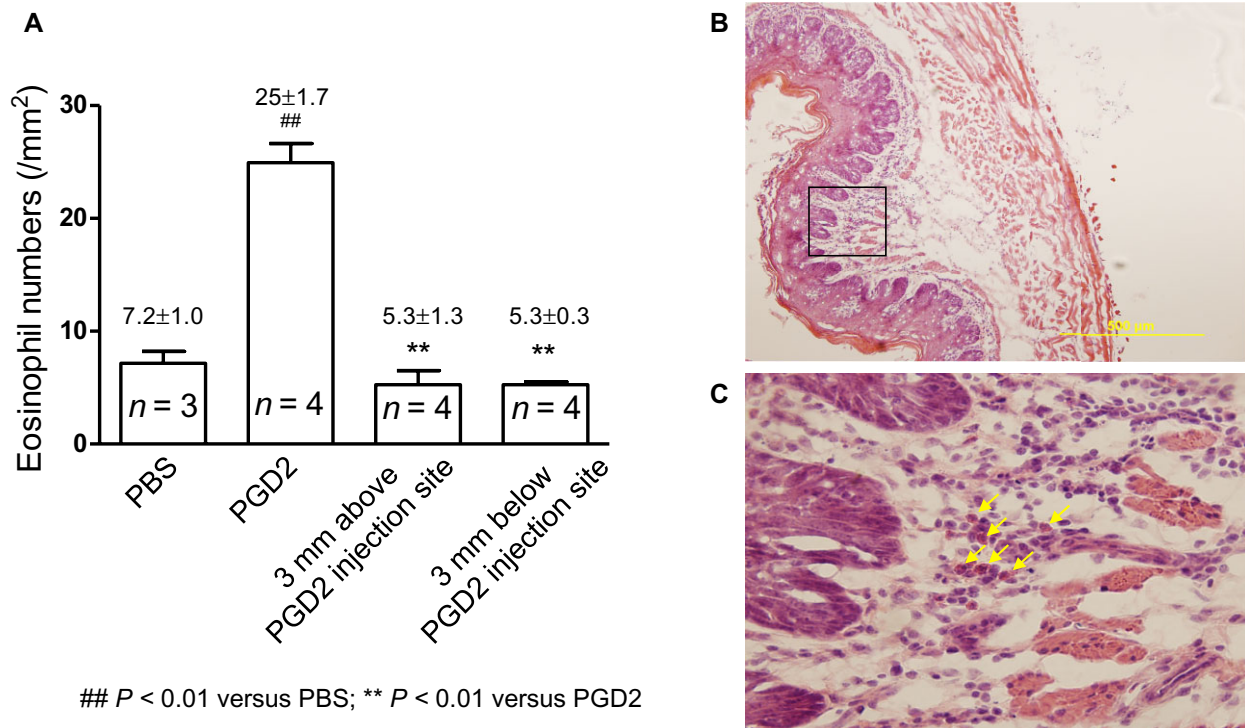 A
Eosinophil numbers (/mm²)
30
20
10
0
7.2±1.0
25±1.7
##
5.3±1.3
**
5.3±0.3
**
n = 3
n = 4
n = 4
n = 4
PBS
PGD2
3 mm above
PGD2 injection site
3 mm below
PGD2 injection site
## P < 0.01 versus PBS; ** P < 0.01 versus PGD2
B
500 µm
C